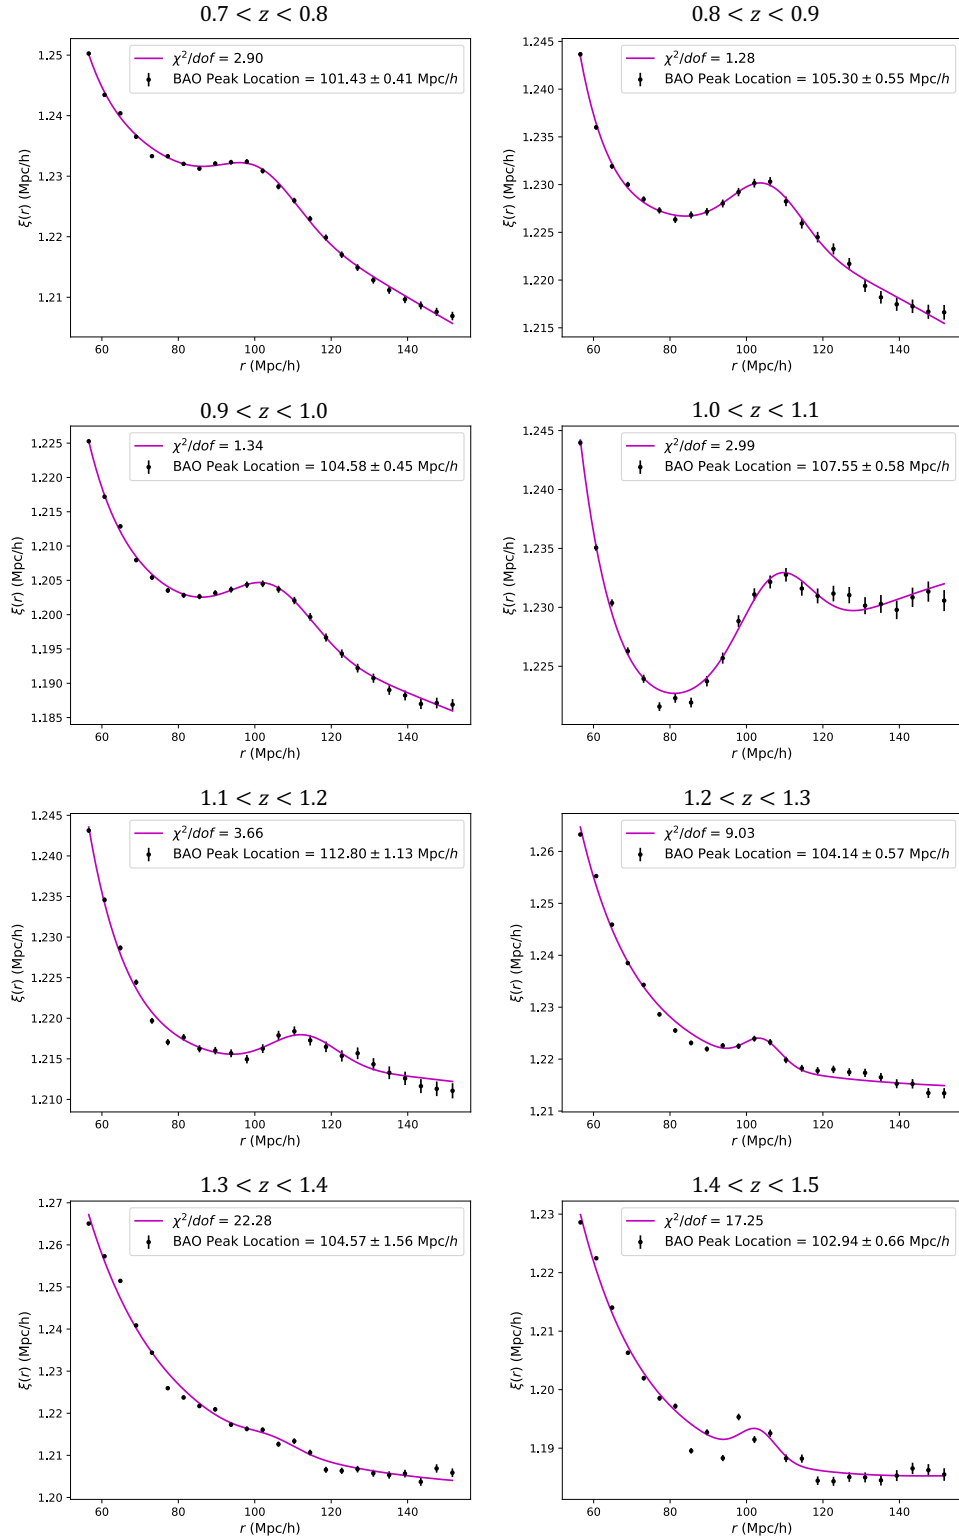 0.7 < z < 0.8
χ²/dof = 2.90
BAO Peak Location = 101.43 ± 0.41 Mpc/h
1.25
1.24
1.23
1.22
1.21
ξ(r) (Mpc/h)
60 80 100 120 140
r (Mpc/h)
0.8 < z < 0.9
χ²/dof = 1.28
BAO Peak Location = 105.30 ± 0.55 Mpc/h
1.245
1.240
1.235
1.230
1.225
1.220
1.215
ξ(r) (Mpc/h)
60 80 100 120 140
r (Mpc/h)
0.9 < z < 1.0
χ²/dof = 1.34
BAO Peak Location = 104.58 ± 0.45 Mpc/h
1.225
1.220
1.215
1.210
1.205
1.200
1.195
1.190
1.185
ξ(r) (Mpc/h)
60 80 100 120 140
r (Mpc/h)
1.0 < z < 1.1
χ²/dof = 2.99
BAO Peak Location = 107.55 ± 0.58 Mpc/h
1.245
1.240
1.235
1.230
1.225
ξ(r) (Mpc/h)
60 80 100 120 140
r (Mpc/h)
1.1 < z < 1.2
χ²/dof = 3.66
BAO Peak Location = 112.80 ± 1.13 Mpc/h
1.245
1.240
1.235
1.230
1.225
1.220
1.215
1.210
ξ(r) (Mpc/h)
60 80 100 120 140
r (Mpc/h)
1.2 < z < 1.3
χ²/dof = 9.03
BAO Peak Location = 104.14 ± 0.57 Mpc/h
1.26
1.25
1.24
1.23
1.22
1.21
ξ(r) (Mpc/h)
60 80 100 120 140
r (Mpc/h)
1.3 < z < 1.4
χ²/dof = 22.28
BAO Peak Location = 104.57 ± 1.56 Mpc/h
1.27
1.26
1.25
1.24
1.23
1.22
1.21
1.20
ξ(r) (Mpc/h)
60 80 100 120 140
r (Mpc/h)
1.4 < z < 1.5
χ²/dof = 17.25
BAO Peak Location = 102.94 ± 0.66 Mpc/h
1.23
1.22
1.21
1.20
1.19
ξ(r) (Mpc/h)
60 80 100 120 140
r (Mpc/h)